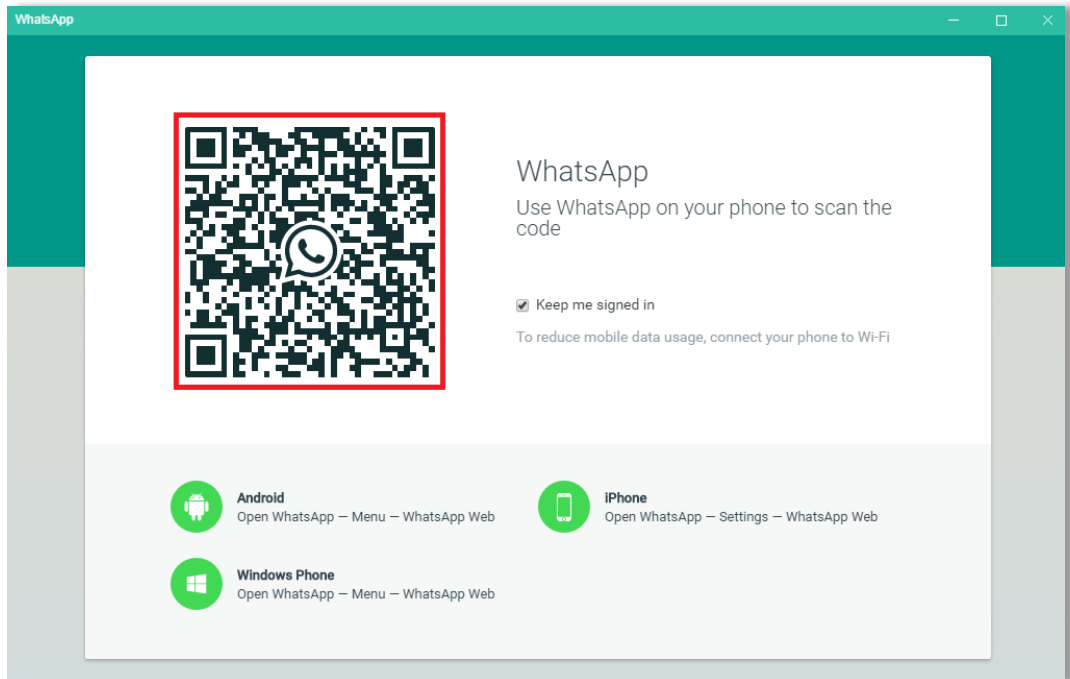 WhatsApp
WhatsApp
Use WhatsApp on your phone to scan the
code
Keep me signed in
To reduce mobile data usage, connect your phone to Wi-Fi
Android
Open WhatsApp — Menu — WhatsApp Web
iPhone
Open WhatsApp — Settings — WhatsApp Web
Windows Phone
Open WhatsApp — Menu — WhatsApp Web